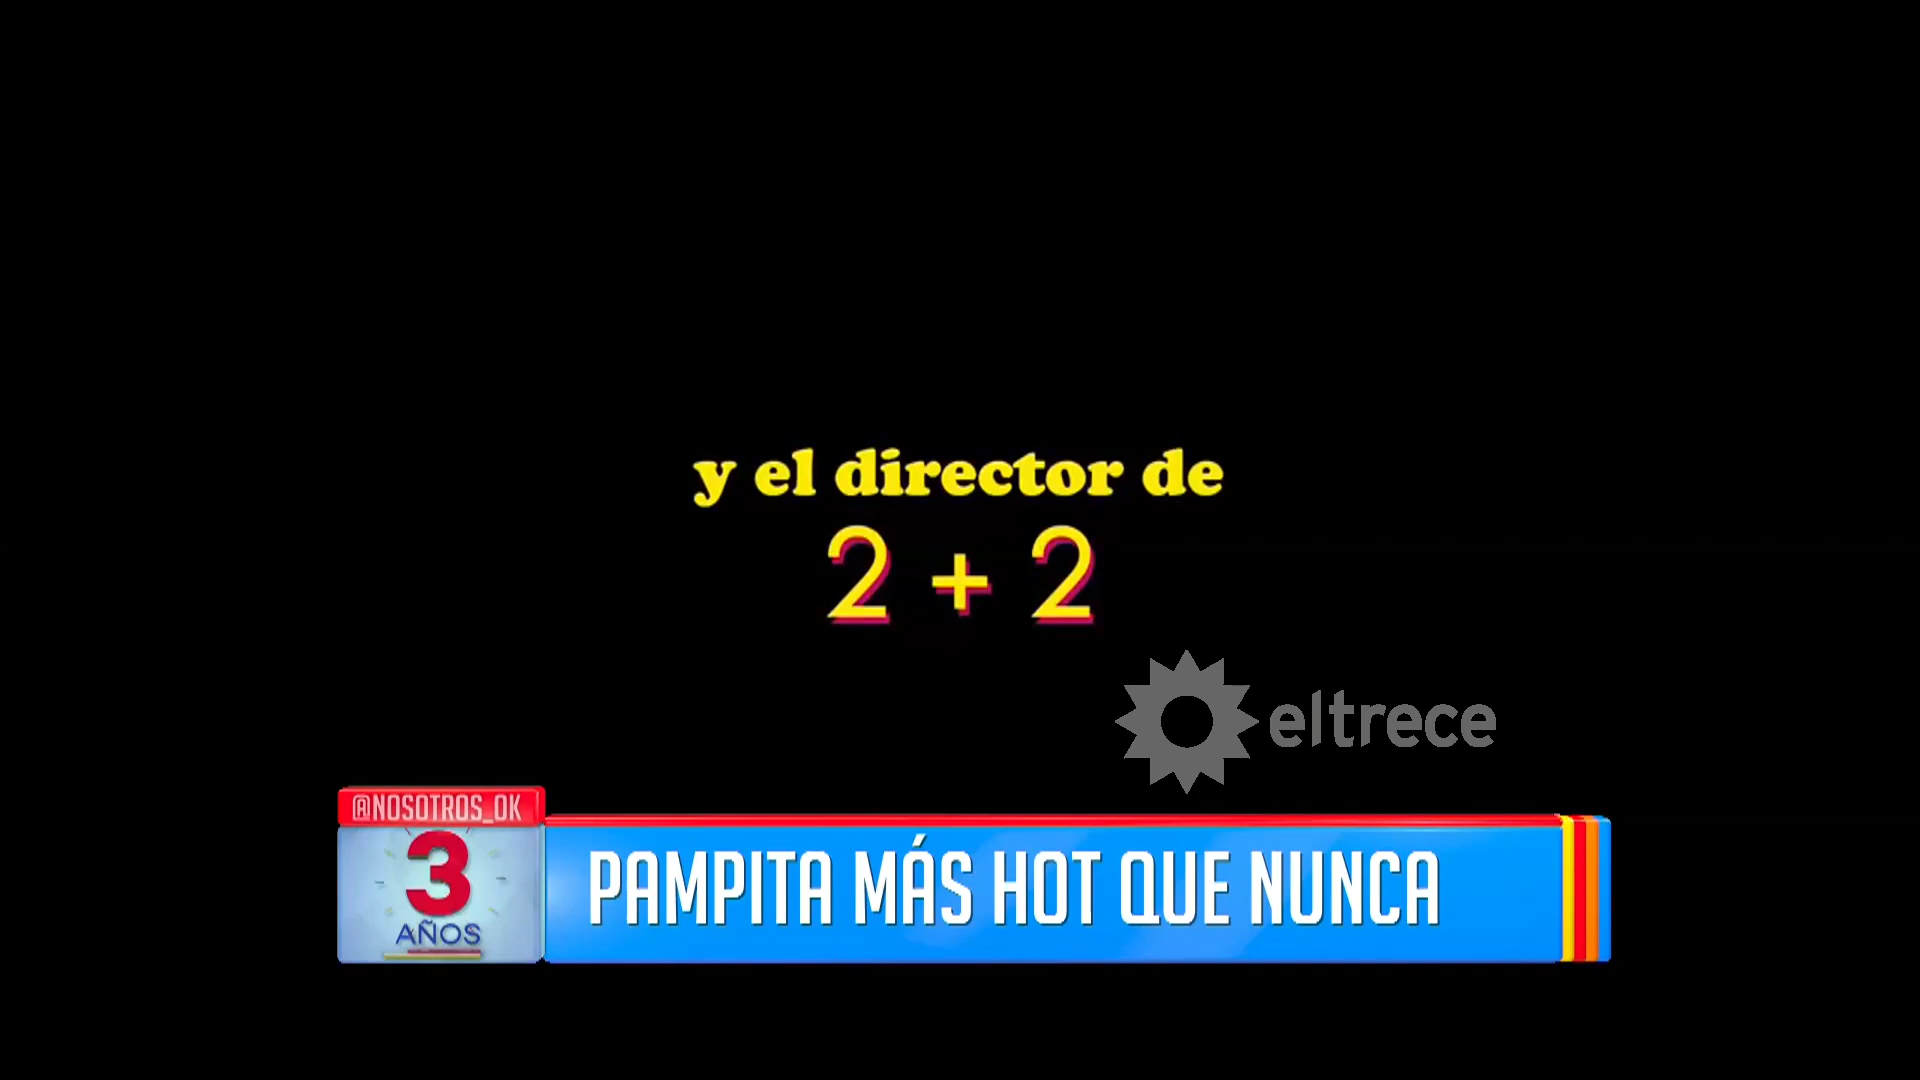 y el director de
2 + 2
eltrece
@NOSOTROS_OK
3
AÑOS
PAMPITA MÁS HOT QUE NUNCA